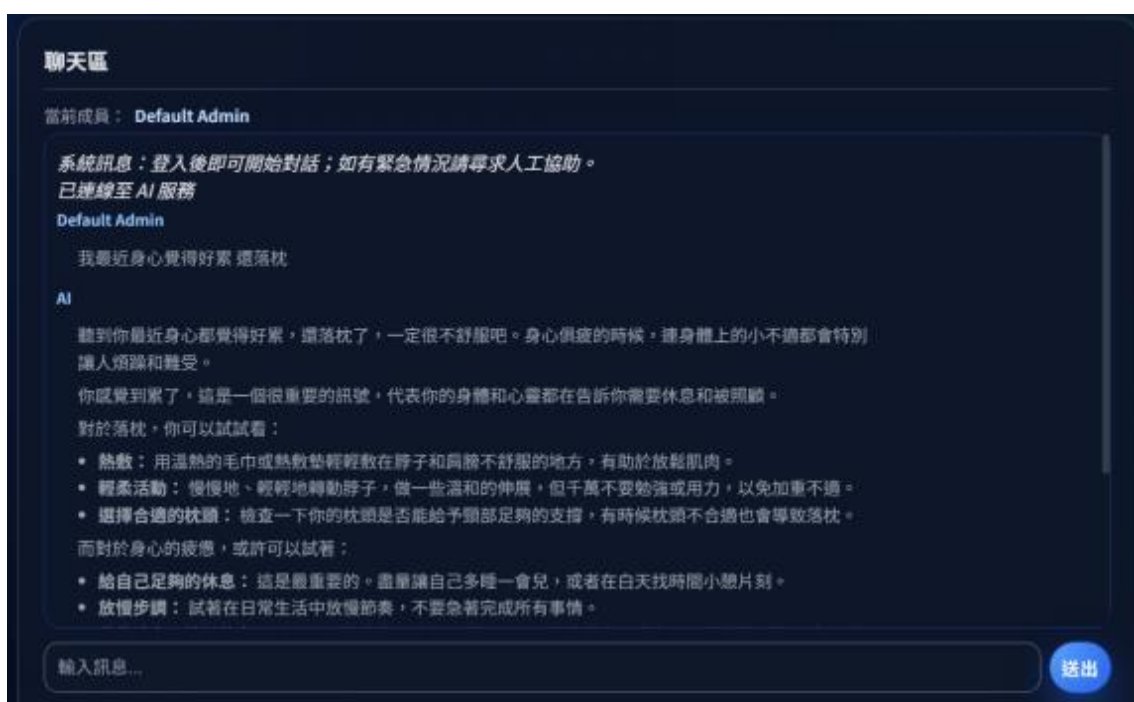 聊天區
當前成員： Default Admin
系統訊息：登入後即可開始對話；如有緊急情況請尋求人工協助。
已連線至 AI 服務
Default Admin
我最近身心覺得好累 還落枕
AI
聽到你最近身心都覺得好累，還落枕了，一定很不舒服吧。身心俱疲的時候，連身體上的小不適都會特別
讓人煩躁和難受。
你感覺到累了，這是一個很重要的訊號，代表你的身體和心靈都在告訴你需要休息和被照顧。
對於落枕，你可以試試看：
• 熱敷： 用溫熱的毛巾或熱敷墊輕輕敷在脖子和肩膀不舒服的地方，有助於放鬆肌肉。
• 輕柔活動： 慢慢地、輕輕地轉動脖子，做一些溫和的伸展，但千萬不要勉強或用力，以免加重不適。
• 選擇合適的枕頭： 檢查一下你的枕頭是否能給予頸部足夠的支撐，有時候枕頭不合適也會導致落枕。
而對於身心的疲憊，或許可以試著：
• 給自己足夠的休息： 這是最重要的。盡量讓自己多睡一會兒，或者在白天找時間小憩片刻。
• 放慢步調： 試著在日常生活中放慢節奏，不要急著完成所有事情。
輸入訊息...
送出